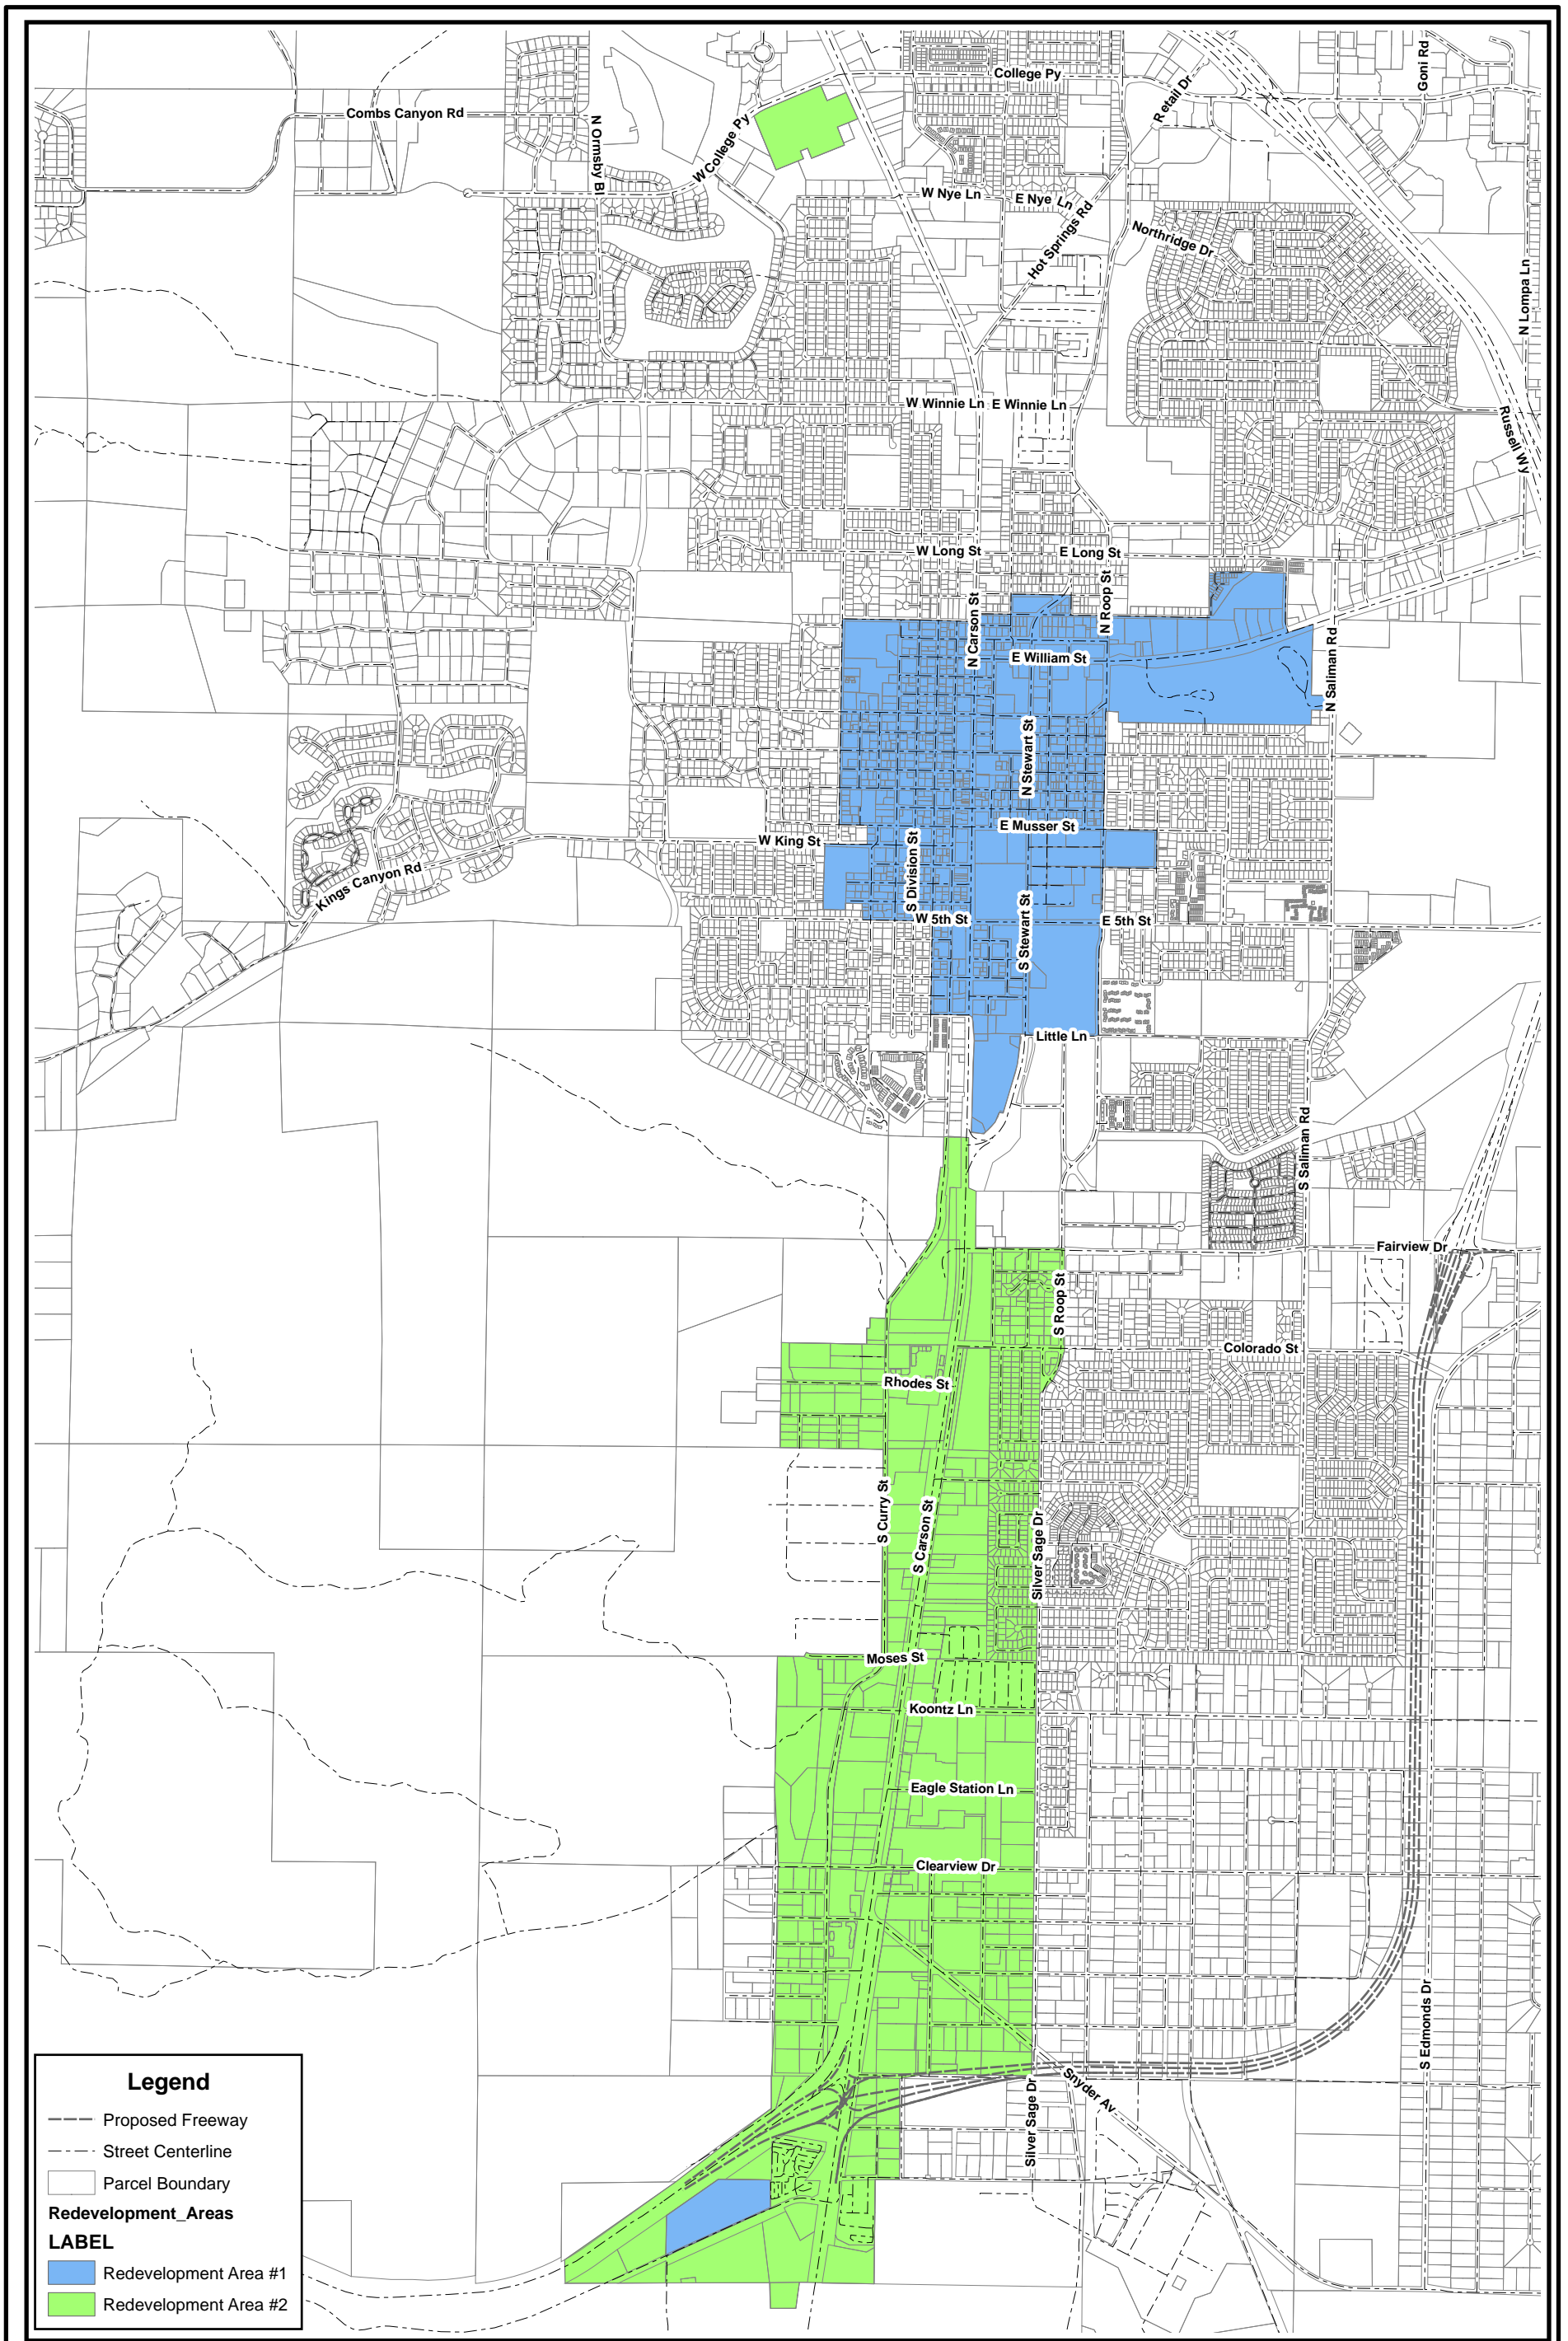 College Py
Goni Rd
Retail Dr
Combs Canyon Rd
N Ormsby Bl
W College Py
W Nye Ln
E Nye Ln
Hot Springs Rd
Northridge Dr
N Lompa Ln
W Winnie Ln
E Winnie Ln
Russell Wy
W Long St
E Long St
N Roop St
N Carson St
E William St
N Saliman Rd
N Stewart St
E Musser St
W King St
S Division St
Kings Canyon Rd
W 5th St
S Stewart St
E 5th St
Little Ln
S Saliman Rd
Fairview Dr
S Roop St
Colorado St
Rhodes St
S Curry St
S Carson St
Silver Sage Dr
Moses St
Koontz Ln
Eagle Station Ln
Clearview Dr
S Edmonds Dr
Snyder Av
Silver Sage Dr
Legend
Proposed Freeway
Street Centerline
Parcel Boundary
Redevelopment_Areas
LABEL
Redevelopment Area #1
Redevelopment Area #2